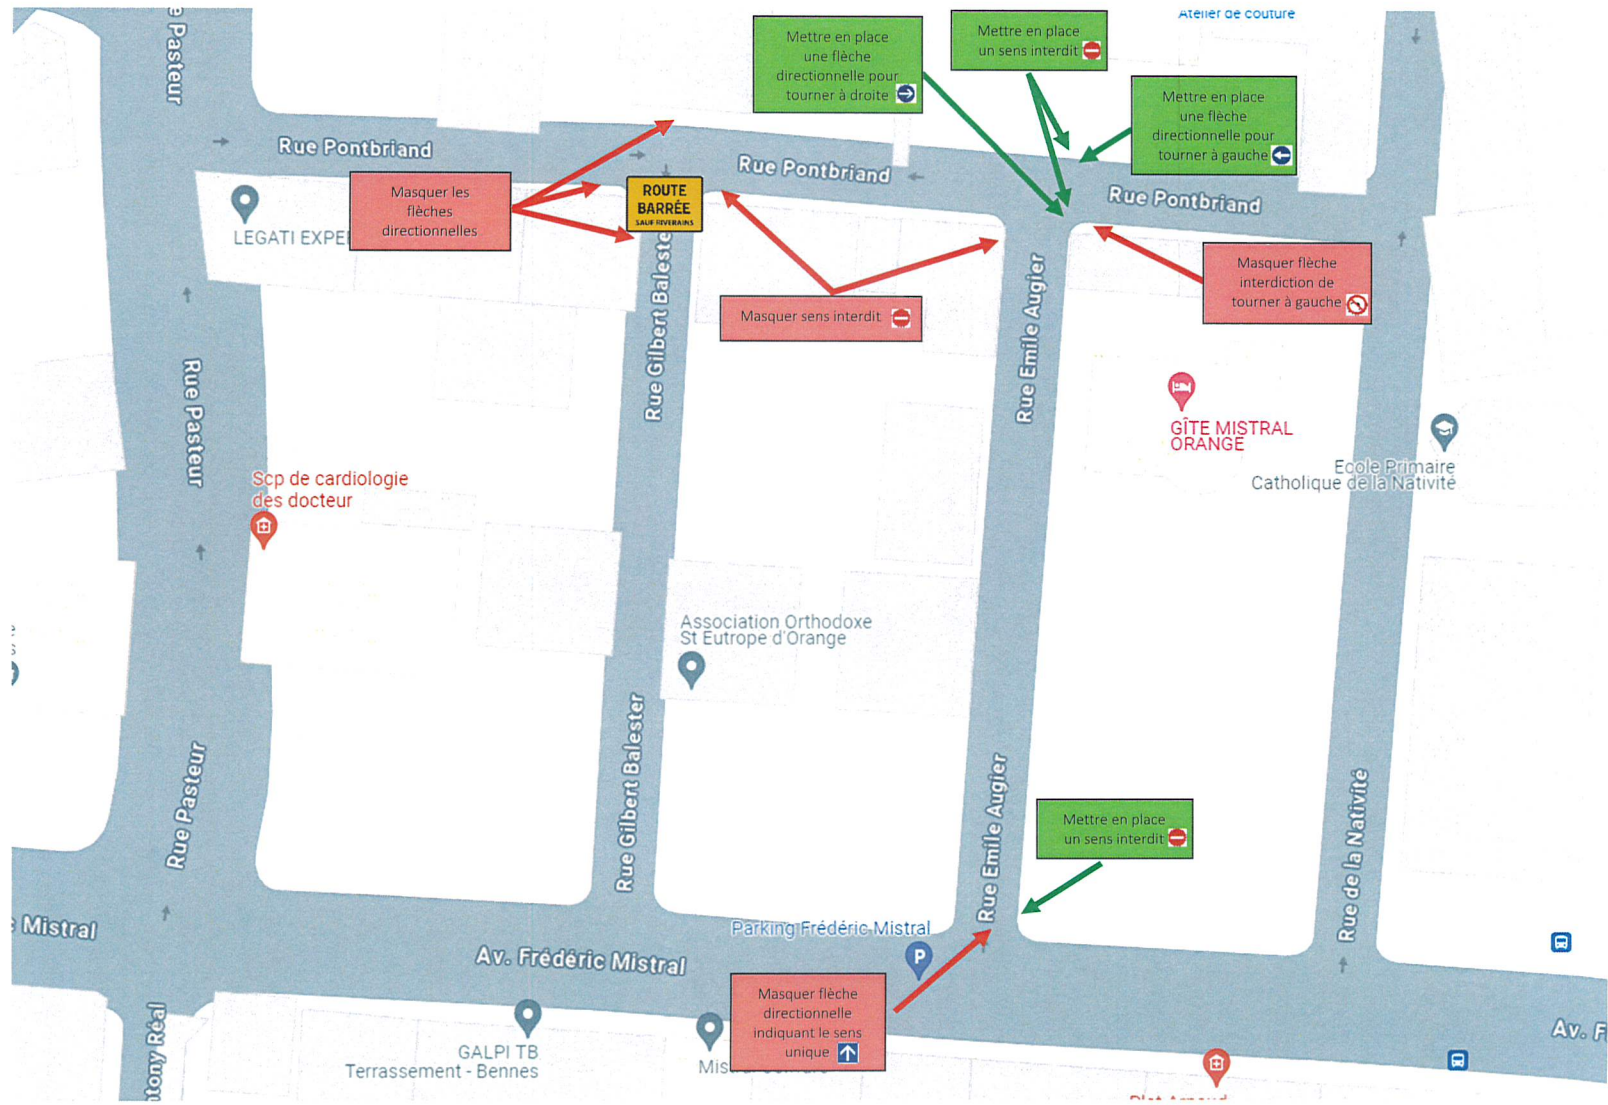 Atelier de couture
Mettre en place
une flèche
directionnelle pour
tourner à droite
Mettre en place
un sens interdit
Mettre en place
une flèche
directionnelle pour
tourner à gauche
e Pasteur
Rue Pontbriand
Rue Pontbriand
Rue Pontbriand
Masquer les
flèches
directionnelles
ROUTE
BARRÉE
SAUF RIVERAINS
LEGATI EXPE
Masquer flèche
interdiction de
tourner à gauche
Masquer sens interdit
Rue Gilbert Baleste
Rue Emile Augier
Rue Pasteur
GÎTE MISTRAL
ORANGE
Ecole Primaire
Catholique de la Nativité
Scp de cardiologie
des docteur
Association Orthodoxe
St Eutrope d'Orange
Rue Pasteur
Rue Gilbert Balester
Rue Emile Augier
Rue de la Nativité
Mettre en place
un sens interdit
Mistral
Parking Frédéric Mistral
P
Av. Frédéric Mistral
Masquer flèche
directionnelle
indiquant le sens
unique
Av. F
tony Réal
GALPI TB
Terrassement - Bennes